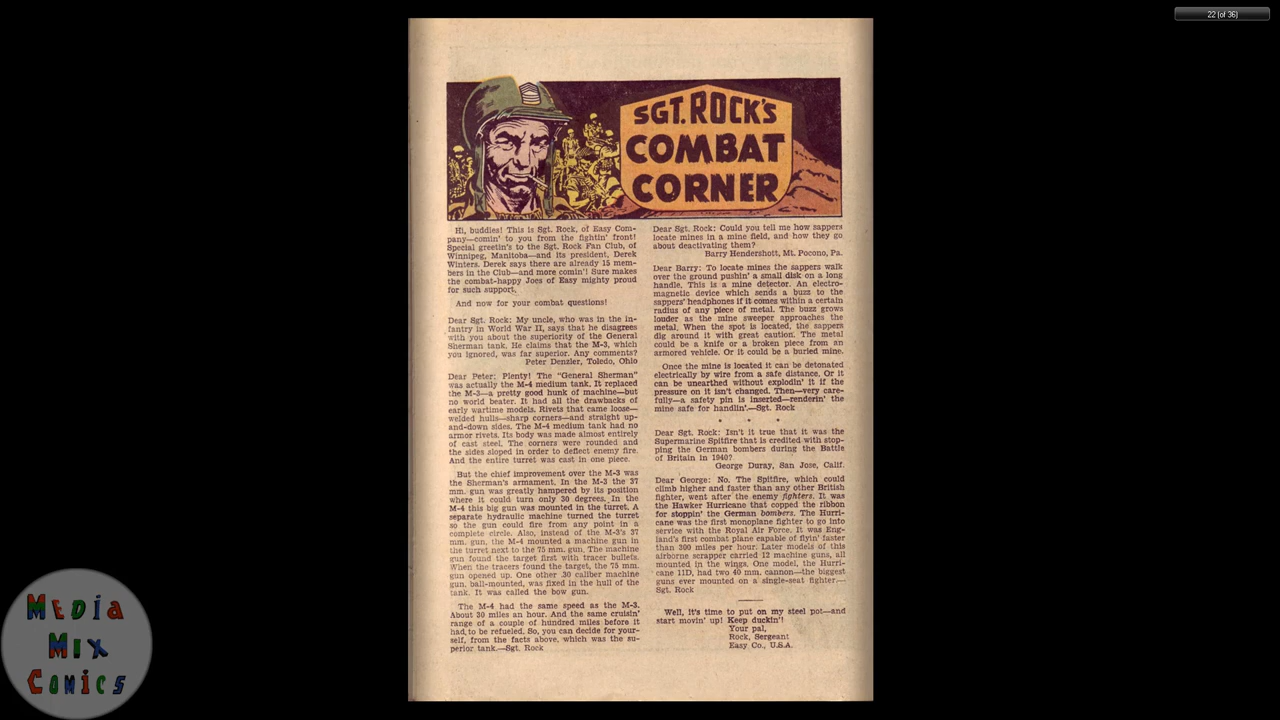 22 (of 36)
SGT. ROCK'S
COMBAT
CORNER
Hi, buddies! This is Sgt. Rock, of Easy Com-
pany—comin' to you from the fightin' front!
Special greetin's to the Sgt. Rock Fan Club, of
Winnipeg, Manitoba—and its president, Derek
Winters. Derek says there are already 15 mem-
bers in the Club—and more comin'! Sure makes
the combat-happy Joes of Easy mighty proud
for such support.
And now for your combat questions!
Dear Sgt. Rock: My uncle, who was in the in-
fantry in World War II, says that he disagrees
with you about the superiority of the General
Sherman tank. He claims that the M-3, which
you ignored, was far superior. Any comments?
Peter Denzler, Toledo, Ohio
Dear Peter: Plenty! The "General Sherman"
was actually the M-4 medium tank. It replaced
the M-3—a pretty good hunk of machine—but
no world beater. It had all the drawbacks of
early wartime models. Rivets that came loose—
welded hulls—sharp corners—and straight up-
and-down sides. The M-4 medium tank had no
armor rivets. Its body was made almost entirely
of cast steel. The corners were rounded and
the sides sloped in order to deflect enemy fire.
And the entire turret was cast in one piece.
But the chief improvement over the M-3 was
the Sherman's armament. In the M-3 the 37
mm. gun was greatly hampered by its position
where it could turn only 30 degrees. In the
M-4 this big gun was mounted in the turret. A
separate hydraulic machine turned the turret
so the gun could fire from any point in a
complete circle. Also, instead of the M-3's 37
mm. gun, the M-4 mounted a machine gun in
the turret next to the 75 mm. gun. The machine
gun found the target first with tracer bullets.
When the tracers found the target, the 75 mm.
gun opened up. One other .30 caliber machine
gun, ball-mounted, was fixed in the hull of the
tank. It was called the bow gun.
The M-4 had the same speed as the M-3.
About 30 miles an hour. And the same cruisin'
range of a couple of hundred miles before it
had to be refueled. So, you can decide for your-
self, from the facts above, which was the su-
perior tank.—Sgt. Rock
Dear Sgt. Rock: Could you tell me how sappers
locate mines in a mine field, and how they go
about deactivating them?
Barry Hendershott, Mt. Pocono, Pa.
Dear Barry: To locate mines the sappers walk
over the ground pushin' a small disk on a long
handle. This is a mine detector. An electro-
magnetic device which sends a buzz to the
sappers' headphones if it comes within a certain
radius of any piece of metal. The buzz grows
louder as the mine sweeper approaches the
metal. When the spot is located, the sappers
dig around it with great caution. The metal
could be a knife or a broken piece from an
armored vehicle. Or it could be a buried mine.
Once the mine is located it can be detonated
electrically by wire from a safe distance. Or it
can be unearthed without explodin' it if the
pressure on it isn't changed. Then—very care-
fully—a safety pin is inserted—renderin' the
mine safe for handlin'.—Sgt. Rock
* * *
Dear Sgt. Rock: Isn't it true that it was the
Supermarine Spitfire that is credited with stop-
ping the German bombers during the Battle
of Britain in 1940?
George Duray, San Jose, Calif.
Dear George: No. The Spitfire, which could
climb higher and faster than any other British
fighter, went after the enemy fighters. It was
the Hawker Hurricane that copped the ribbon
for stoppin' the German bombers. The Hurri-
cane was the first monoplane fighter to go into
service with the Royal Air Force. It was Eng-
land's first combat plane capable of flyin' faster
than 300 miles per hour. Later models of this
airborne scrapper carried 12 machine guns, all
mounted in the wings. One model, the Hurri-
cane 11D, had two 40 mm. cannon—the biggest
guns ever mounted on a single-seat fighter.—
Sgt. Rock
Well, it's time to put on my steel pot—and
start movin' up! Keep duckin'!
Your pal,
Rock, Sergeant
Easy Co., U.S.A.
MEDIA
MIX
COMICS